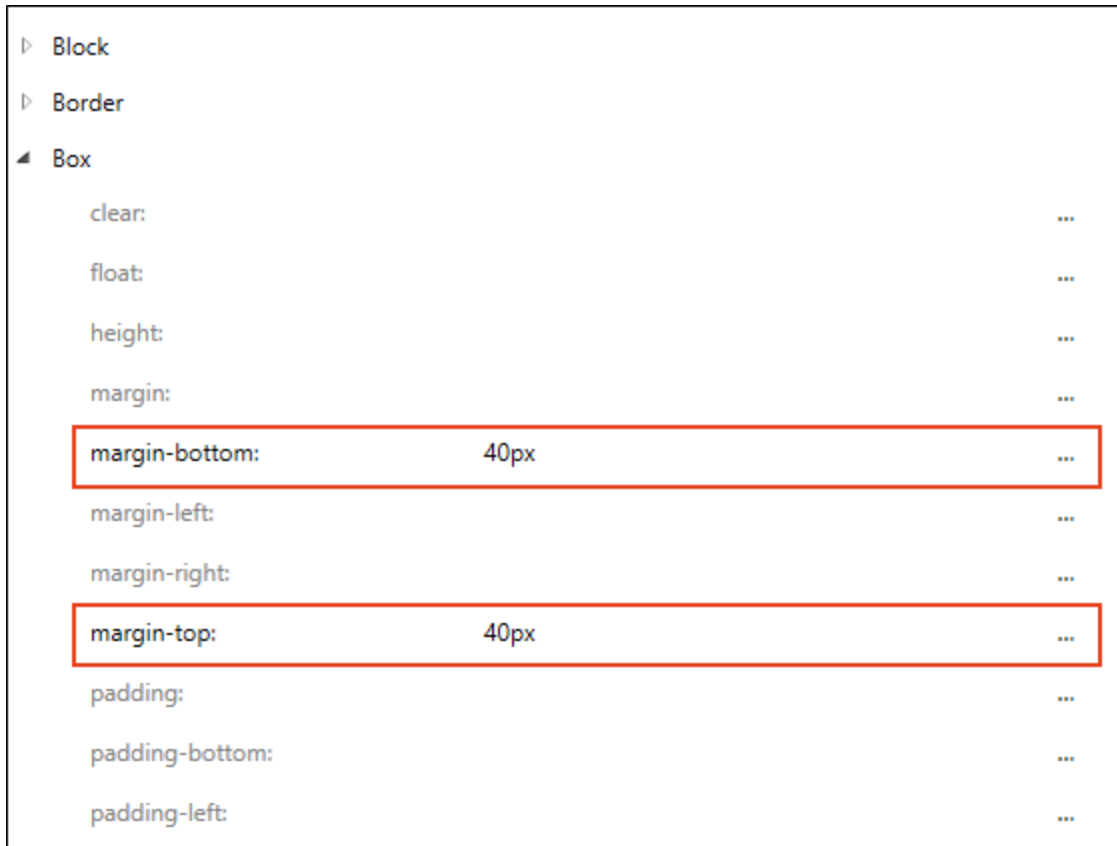 Block
Border
Box
clear: ...
float: ...
height: ...
margin: ...
margin-bottom: 40px ...
margin-left: ...
margin-right: ...
margin-top: 40px ...
padding: ...
padding-bottom: ...
padding-left: ...